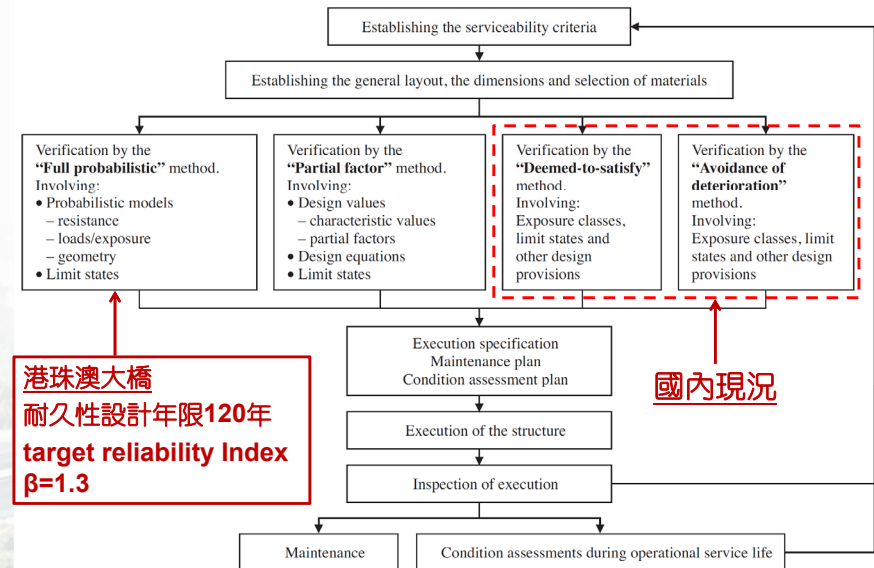 Establishing the serviceability criteria
Establishing the general layout, the dimensions and selection of materials
Verification by the
“Full probabilistic” method.
Involving:
• Probabilistic models
– resistance
– loads/exposure
– geometry
• Limit states
Verification by the
“Partial factor” method.
Involving:
• Design values
– characteristic values
– partial factors
• Design equations
• Limit states
Verification by the
“Deemed-to-satisfy”
method.
Involving:
Exposure classes,
limit states and
other design
provisions
Verification by the
“Avoidance of
deterioration”
method.
Involving:
Exposure classes, limit
states and other design
provisions
港珠澳大橋
耐久性設計年限120年
target reliability Index
β=1.3
國內現況
Execution specification
Maintenance plan
Condition assessment plan
Execution of the structure
Inspection of execution
Maintenance
Condition assessments during operational service life